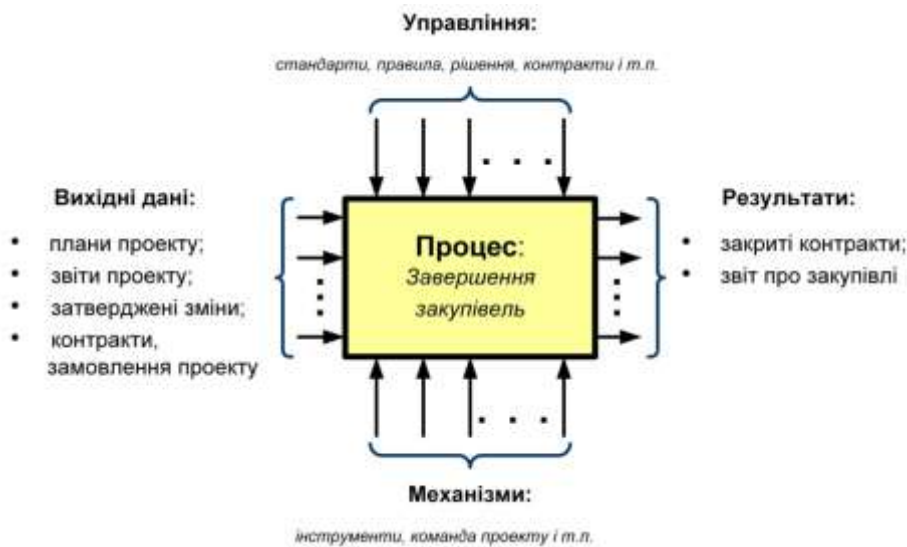 Управління:
стандарти, правила, рішення, контракти і т.п.
Вихідні дані:
• плани проекту;
• звіти проекту;
• затверджені зміни;
• контракти,
замовлення проекту
Процес:
Завершення
закупівель
Результати:
• закриті контракти;
• звіт про закупівлі
Механізми:
інструменти, команда проекту і т.п.